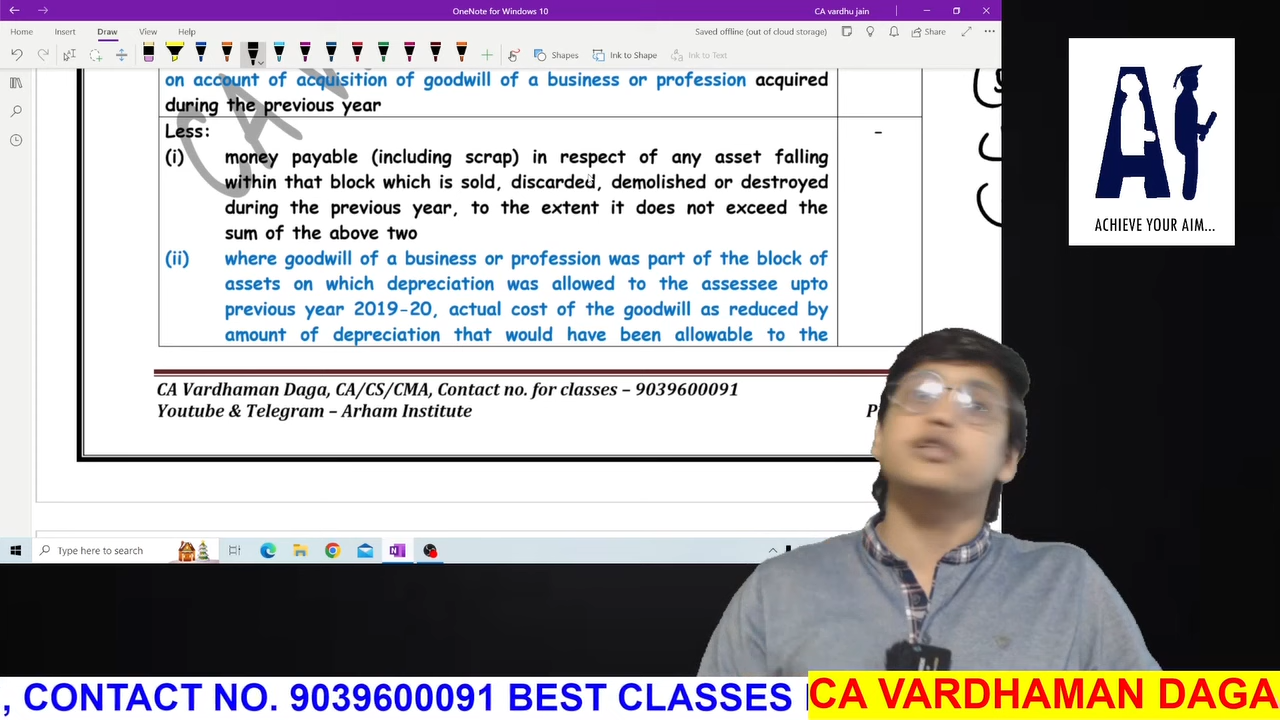 OneNote for Windows 10
CA vardhu jain
Home Insert Draw View Help
Saved offline (out of cloud storage)
Share
Shapes
Ink to Shape
Ink to Text
on account of acquisition of goodwill of a business or profession acquired
during the previous year
Less:
-
(i) money payable (including scrap) in respect of any asset falling
within that block which is sold, discarded, demolished or destroyed
during the previous year, to the extent it does not exceed the
sum of the above two
(ii) where goodwill of a business or profession was part of the block of
assets on which depreciation was allowed to the assessee upto
previous year 2019-20, actual cost of the goodwill as reduced by
amount of depreciation that would have been allowable to the
CA
CA Vardhaman Daga, CA/CS/CMA, Contact no. for classes – 9039600091
Youtube & Telegram – Arham Institute
Type here to search
A
ACHIEVE YOUR AIM...
, CONTACT NO. 9039600091 BEST CLASSES
CA VARDHAMAN DAGA